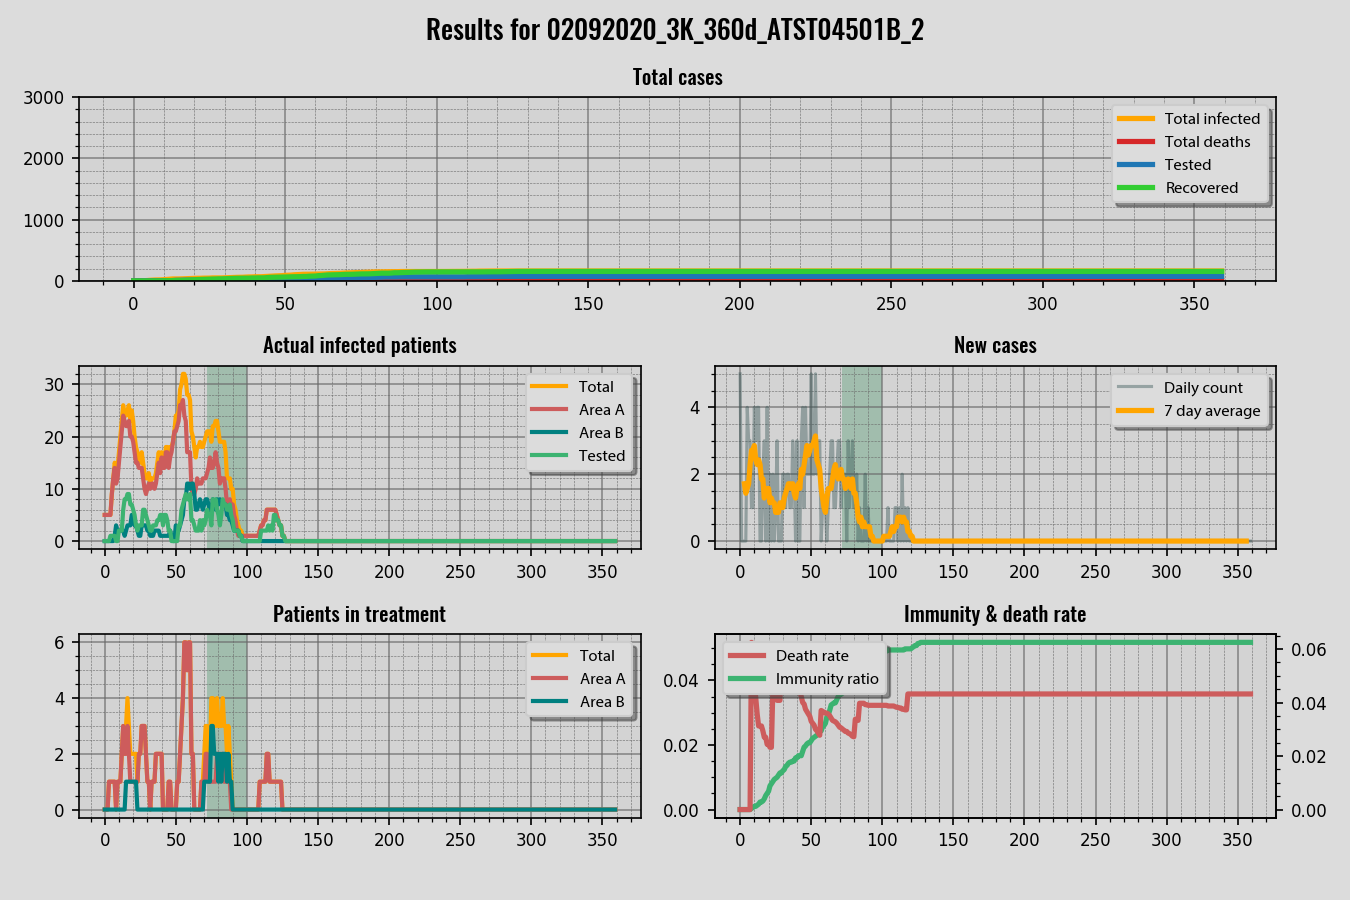 Results for 02092020_3K_360d_ATST04501B_2
Total cases
3000
2000
1000
0
Total infected
Total deaths
Tested
Recovered
0 50 100 150 200 250 300 350
Actual infected patients
30
20
10
0
Total
Area A
Area B
Tested
0 50 100 150 200 250 300 350
New cases
4
2
0
Daily count
7 day average
0 50 100 150 200 250 300 350
Patients in treatment
6
4
2
0
Total
Area A
Area B
0 50 100 150 200 250 300 350
Immunity & death rate
0.04
0.02
0.00
Death rate
Immunity ratio
0.06
0.04
0.02
0.00
0 50 100 150 200 250 300 350